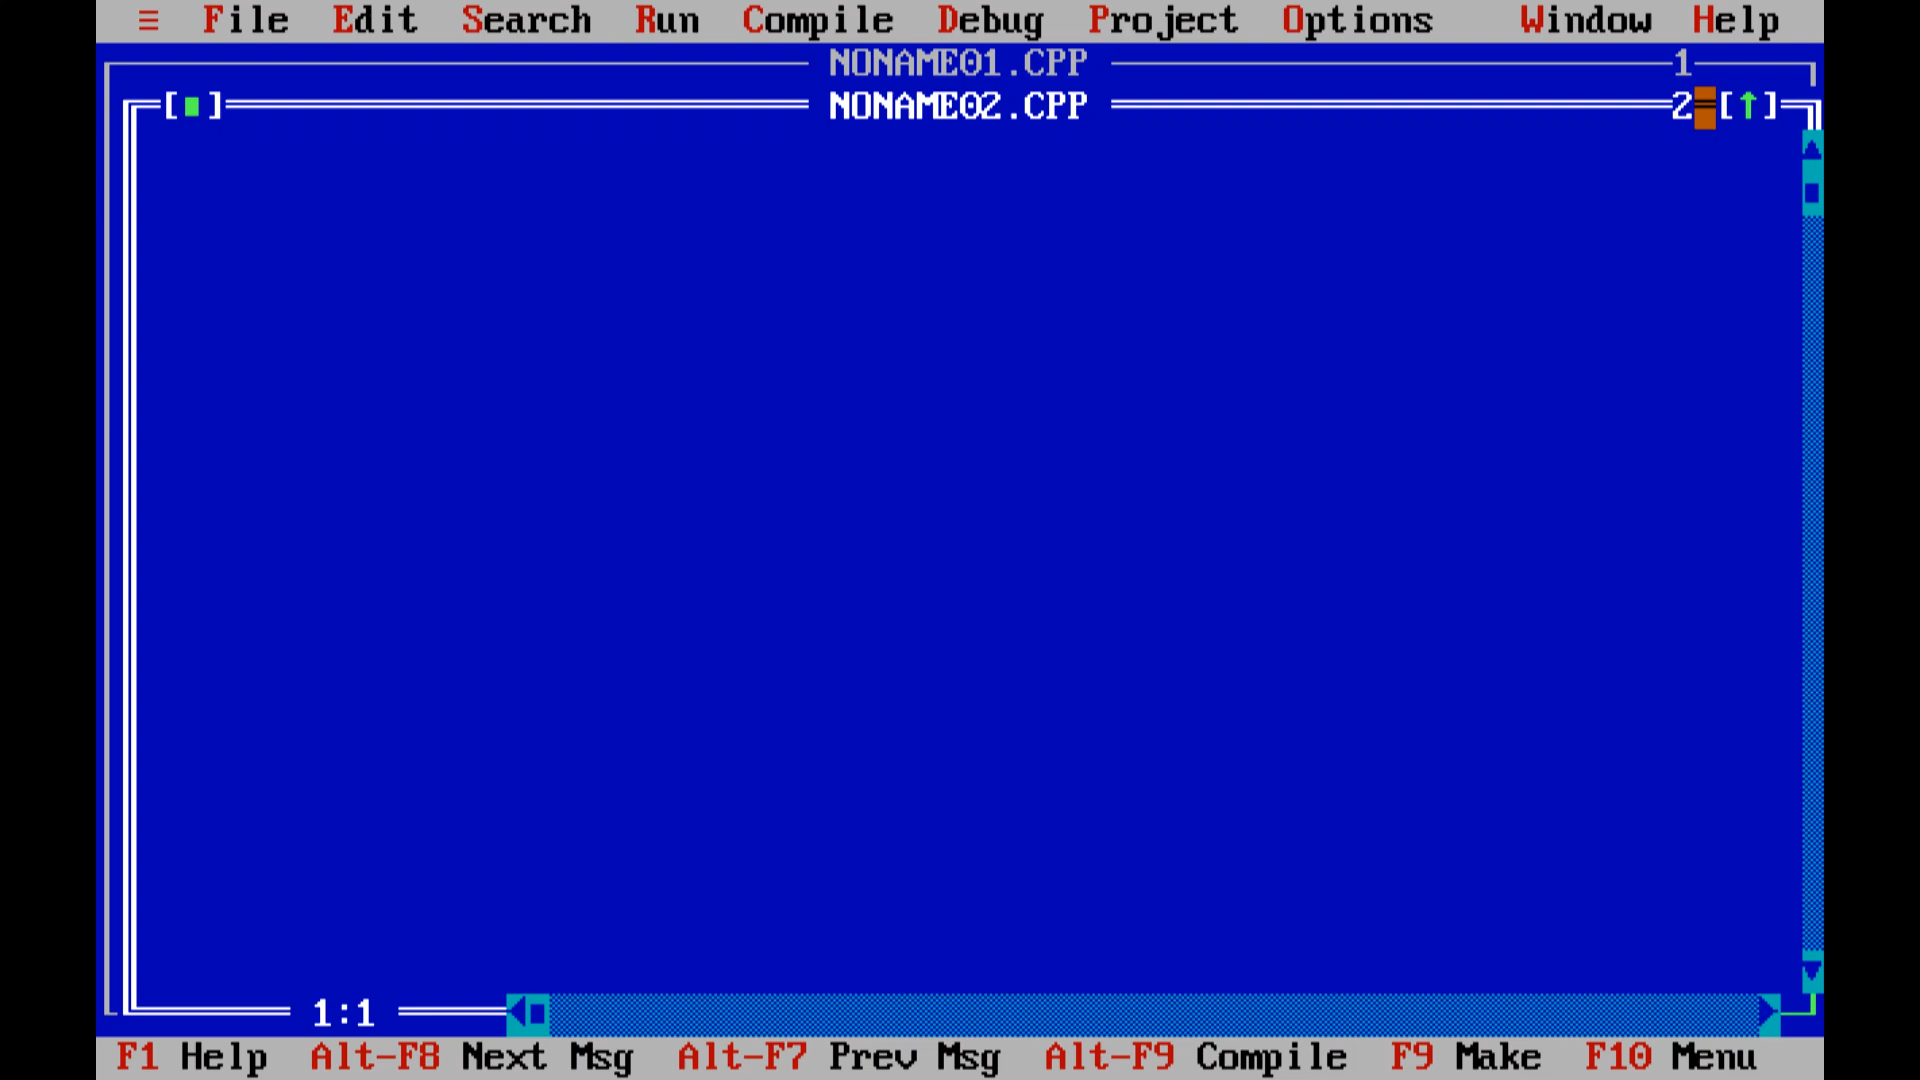 ≡ File Edit Search Run Compile Debug Project Options Window Help
NONAME01.CPP 1
[■] NONAME02.CPP 2 [↑]
1:1
F1 Help Alt-F8 Next Msg Alt-F7 Prev Msg Alt-F9 Compile F9 Make F10 Menu